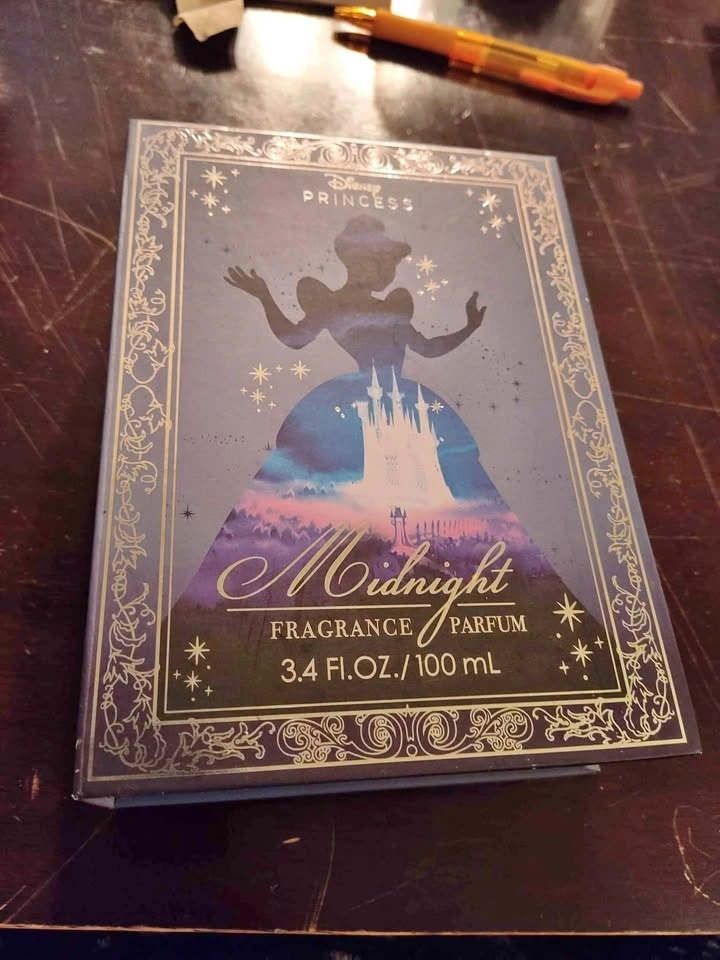 Disney
PRINCESS
Midnight
FRAGRANCE PARFUM
3.4 Fl.OZ./100 mL